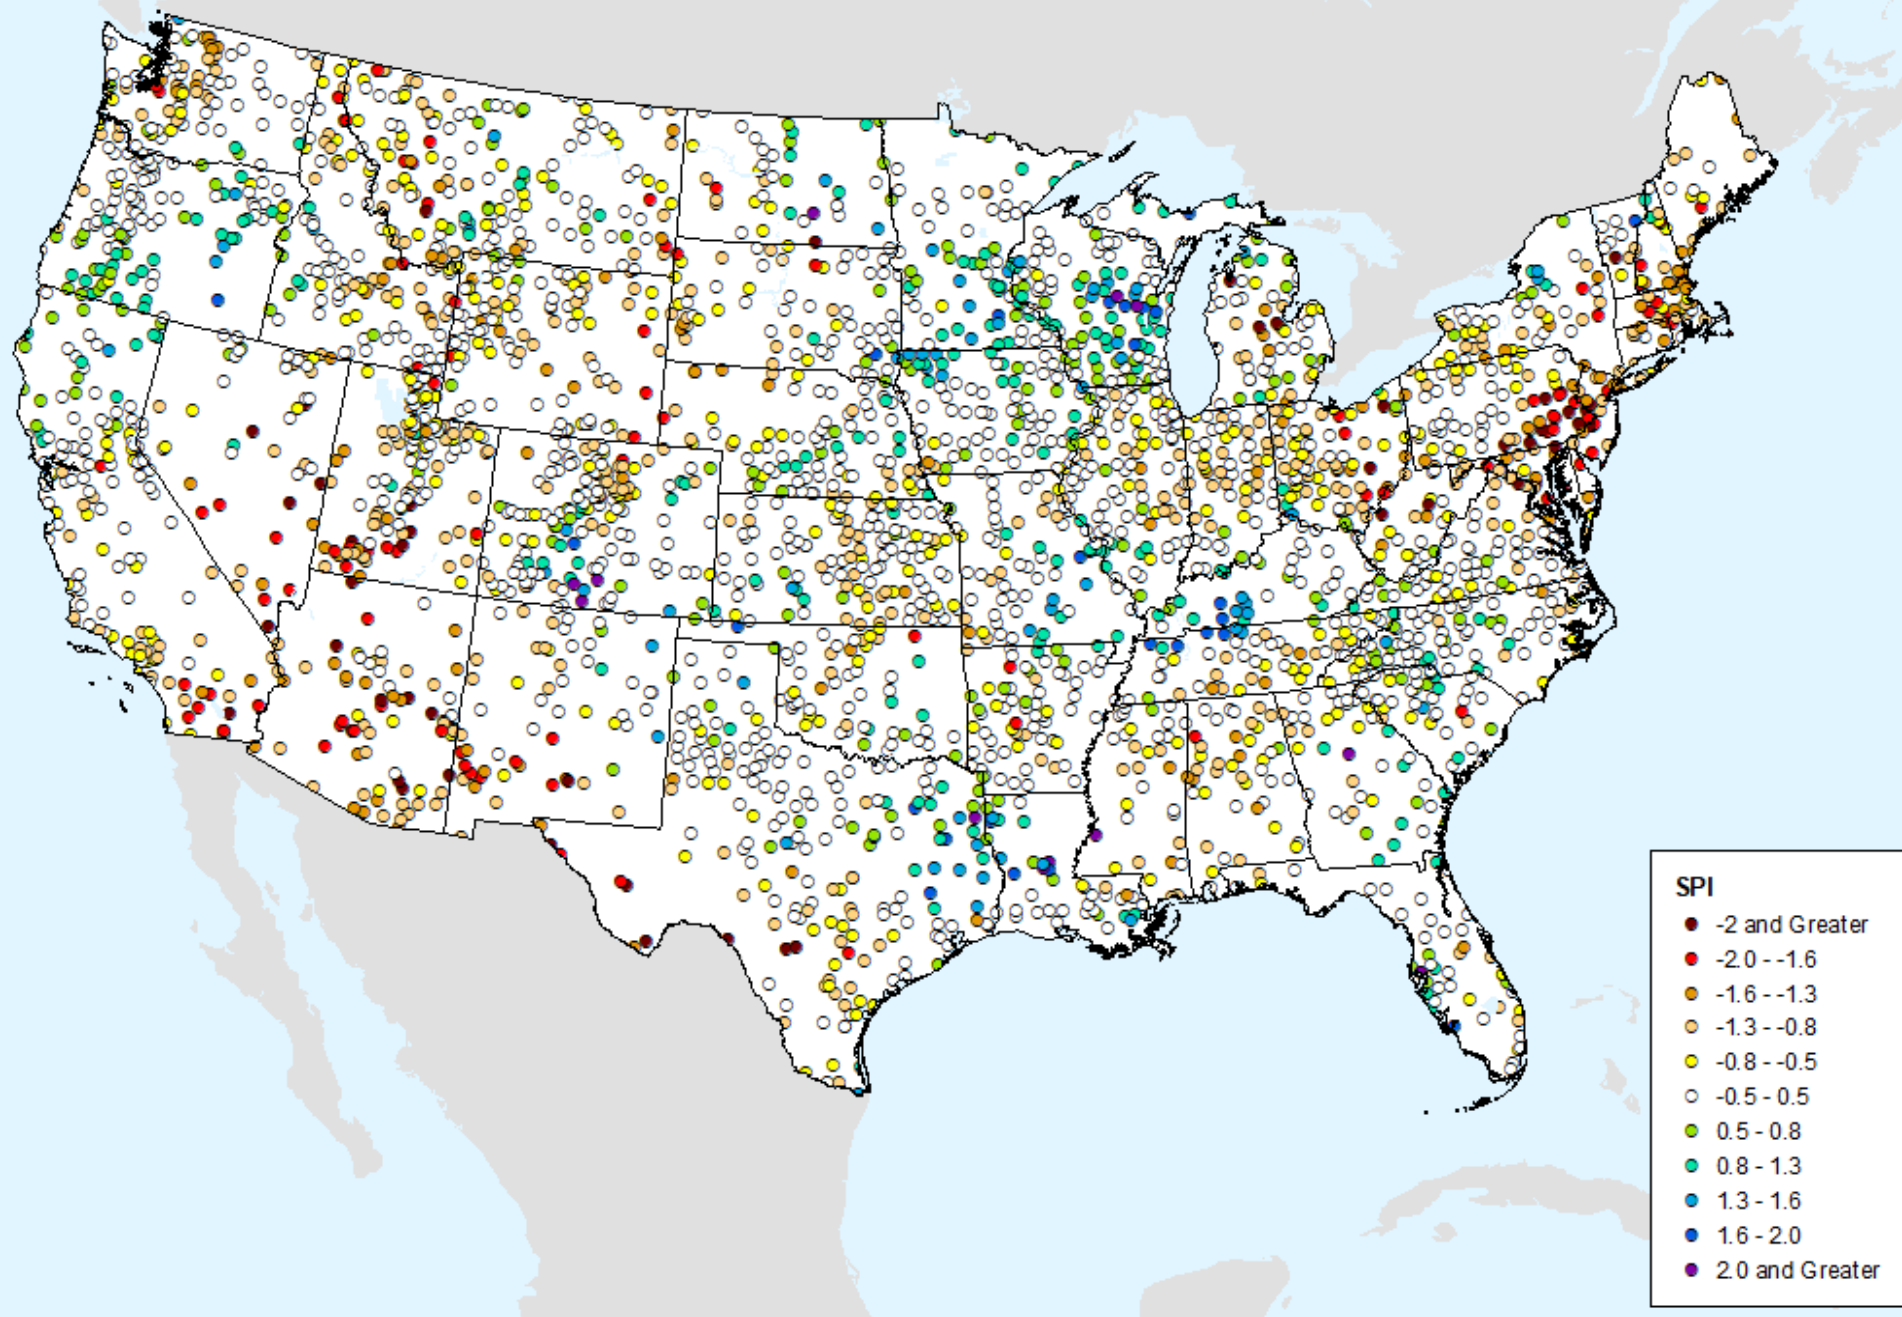 SPI
-2 and Greater
-2.0 - -1.6
-1.6 - -1.3
-1.3 - -0.8
-0.8 - -0.5
-0.5 - 0.5
0.5 - 0.8
0.8 - 1.3
1.3 - 1.6
1.6 - 2.0
2.0 and Greater